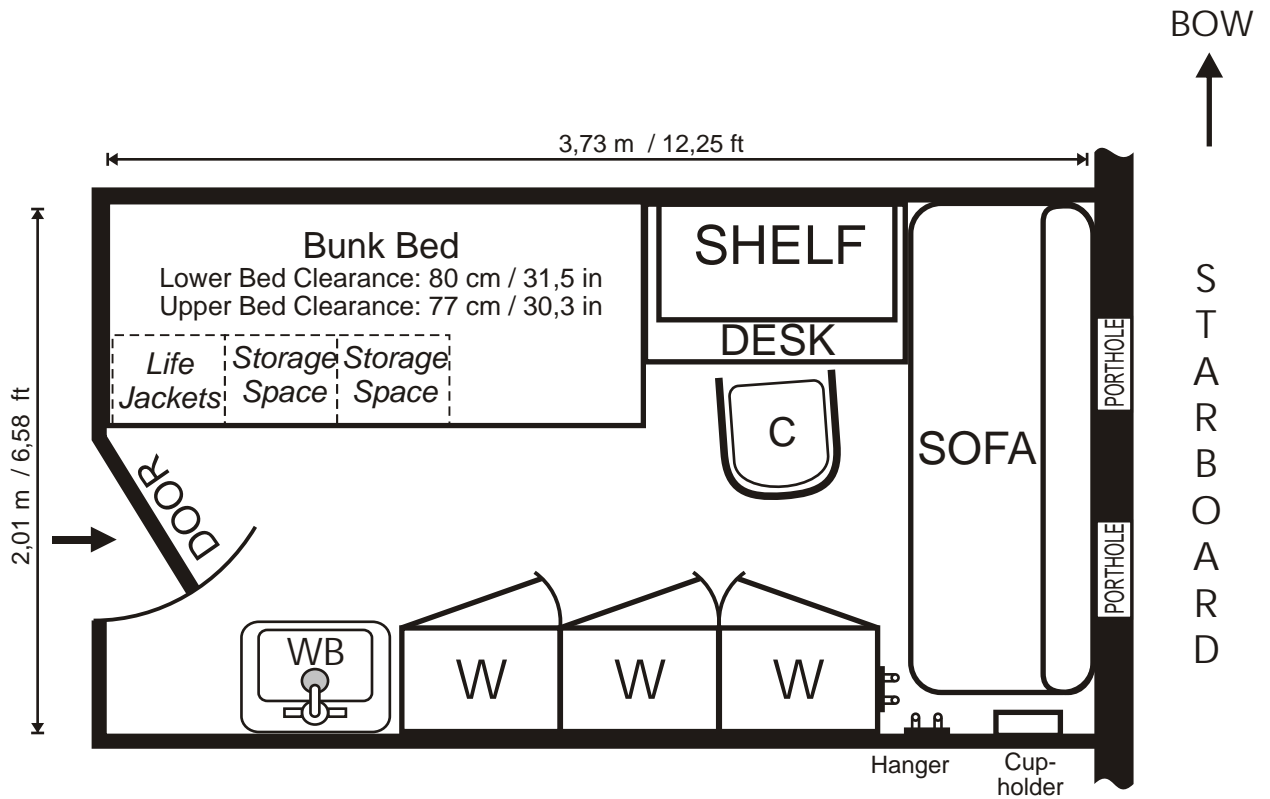 BOW
3,73 m / 12,25 ft
Bunk Bed
Lower Bed Clearance: 80 cm / 31,5 in
Upper Bed Clearance: 77 cm / 30,3 in
Life
Jackets
Storage
Space
Storage
Space
SHELF
DESK
C
SOFA
PORTHOLE
PORTHOLE
STARBOARD
2,01 m / 6,58 ft
DOOR
WB
W
W
W
Hanger
Cup-
holder